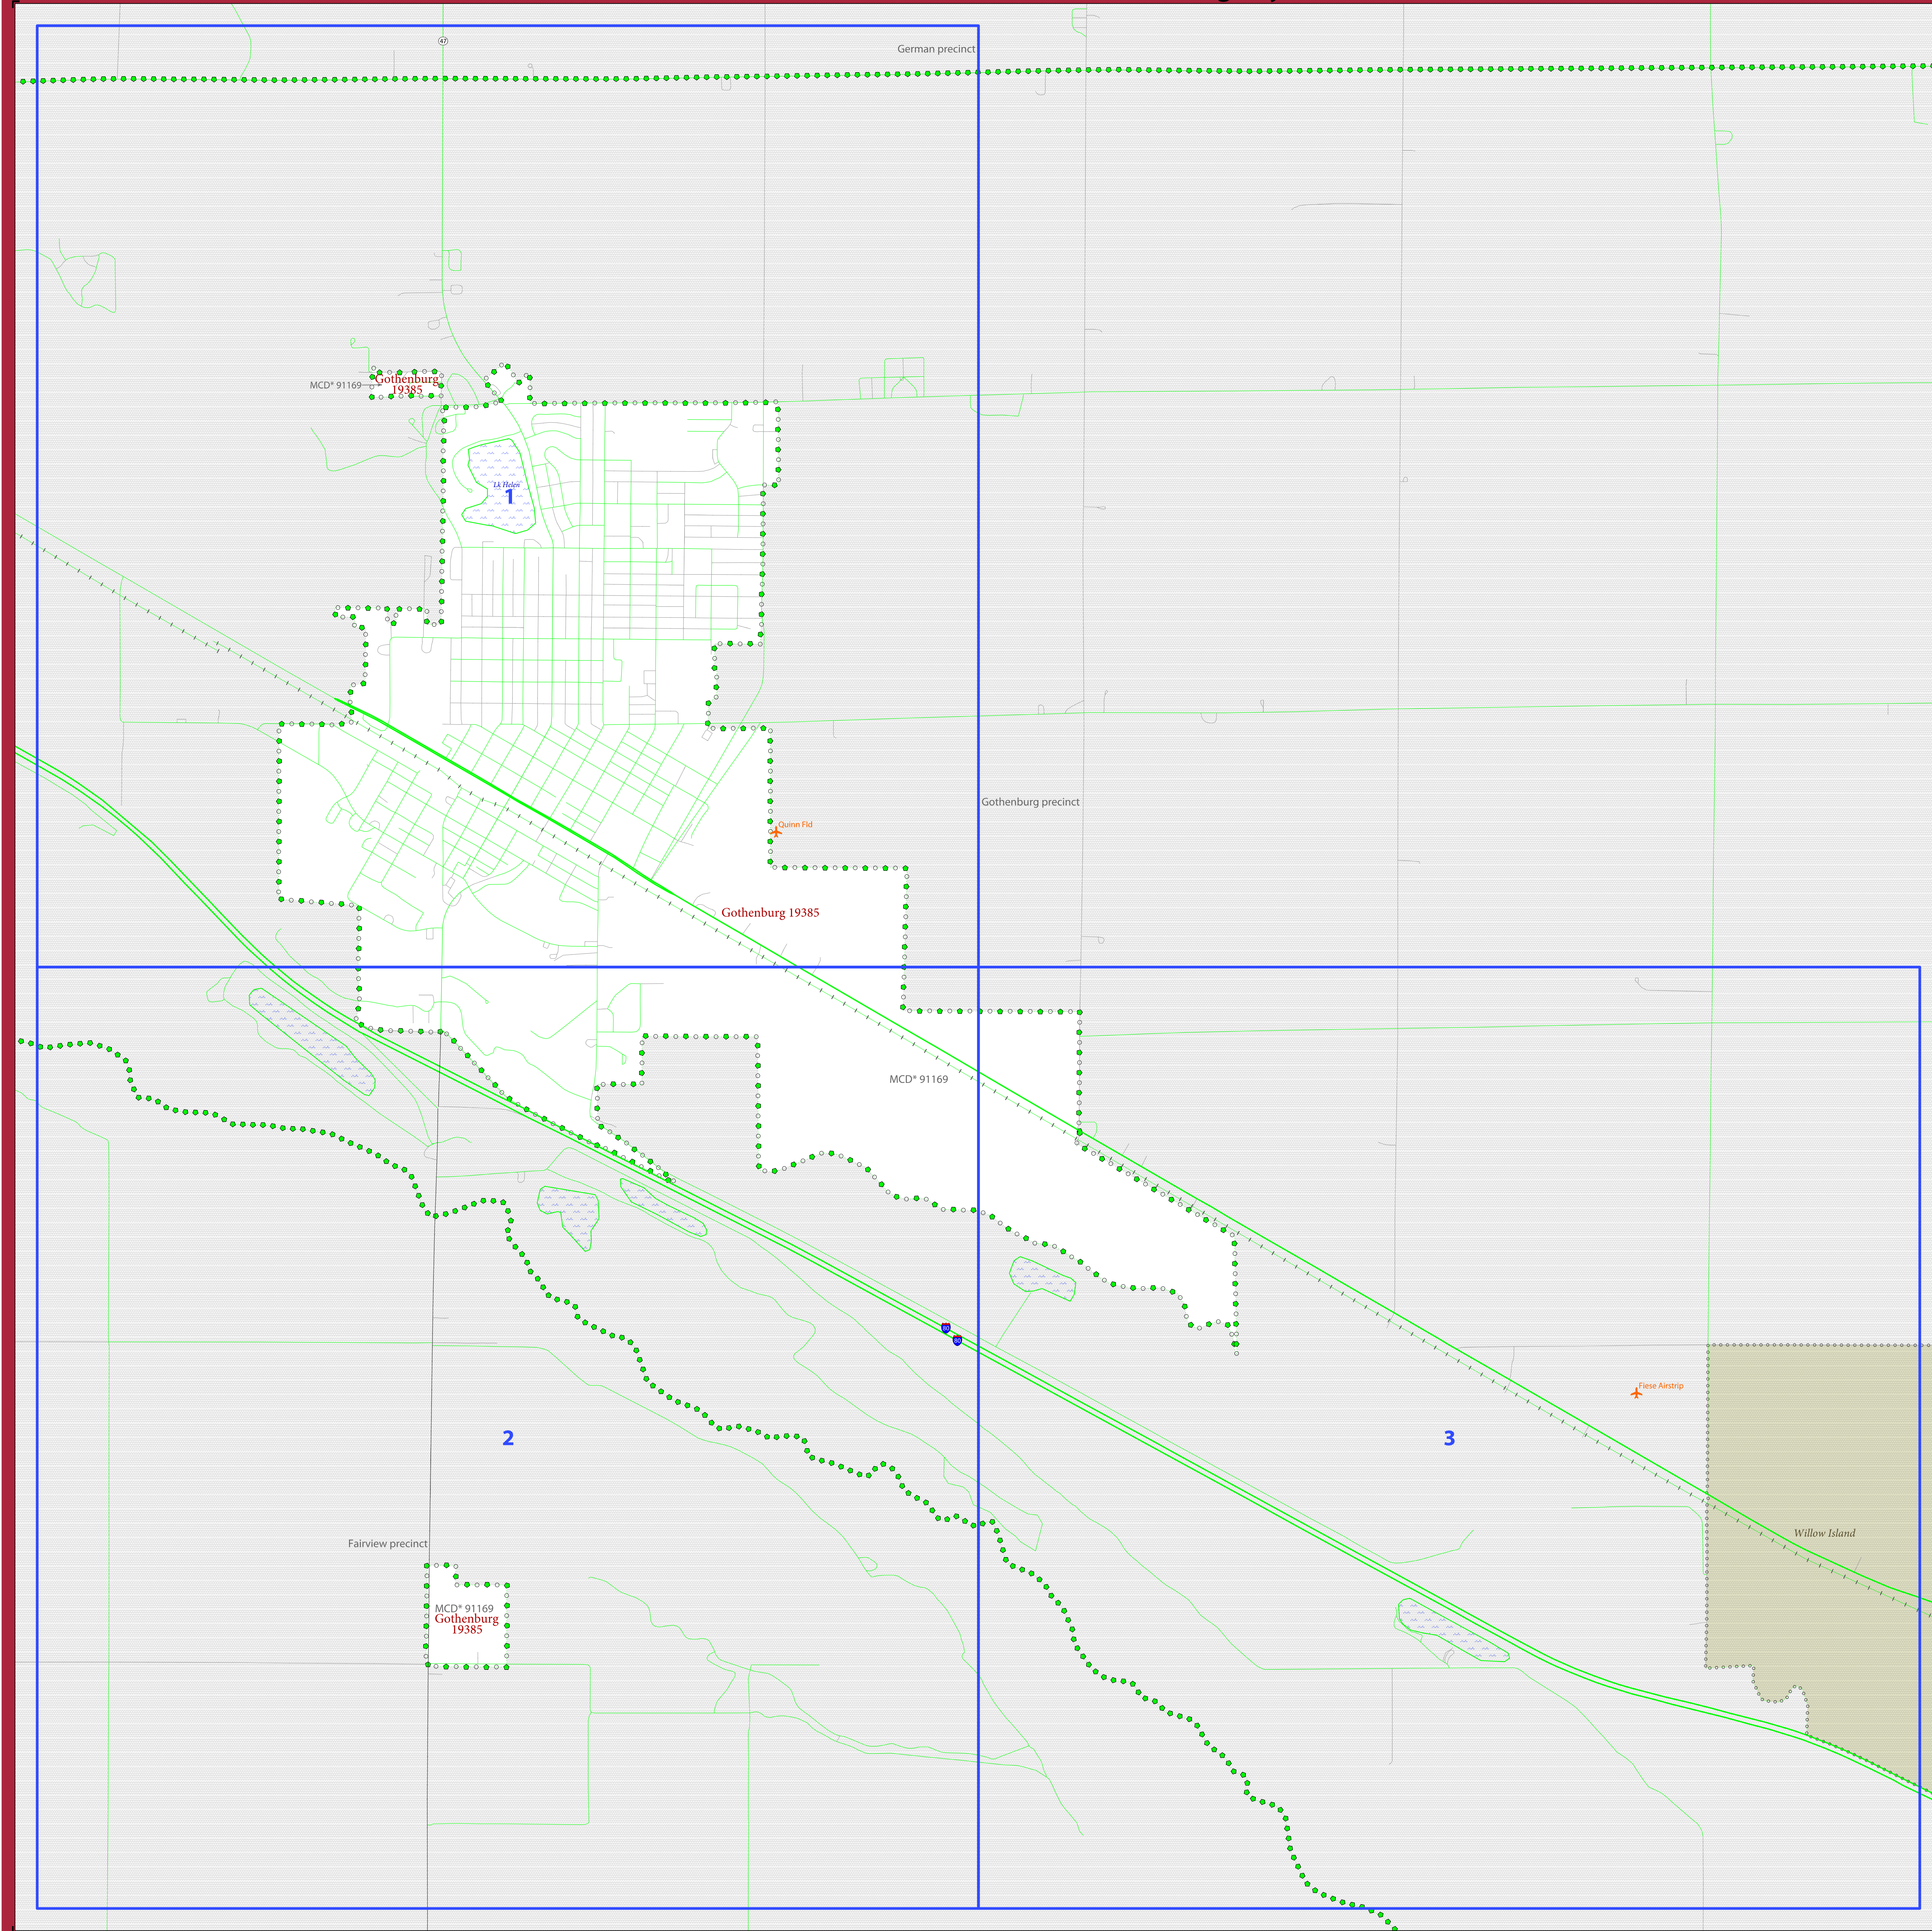 47
German precinct
Gothenburg
19385
MCD* 91169
Lk Helen
1
Gothenburg precinct
Quinn Fld
Gothenburg 19385
MCD* 91169
80
80
Fiese Airstrip
2
3
Willow Island
Fairview precinct
MCD* 91169
Gothenburg
19385